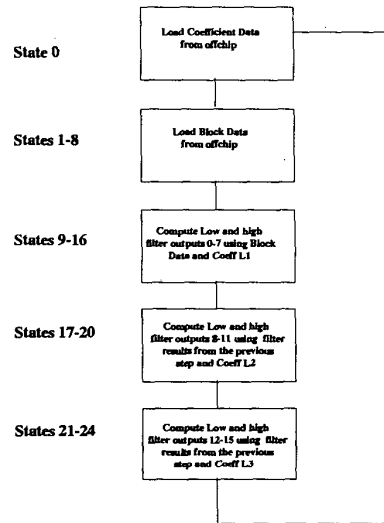 State 0
Load Coefficient Data
from offchip
States 1-8
Load Block Data
from offchip
States 9-16
Compute Low and high
filter outputs 0-7 using Block
Data and Coeff L1
States 17-20
Compute Low and high
filter outputs 8-11 using filter
results from the previous
step and Coeff L2
States 21-24
Compute Low and high
filter outputs 12-15 using filter
results from the previous
step and Coeff L3